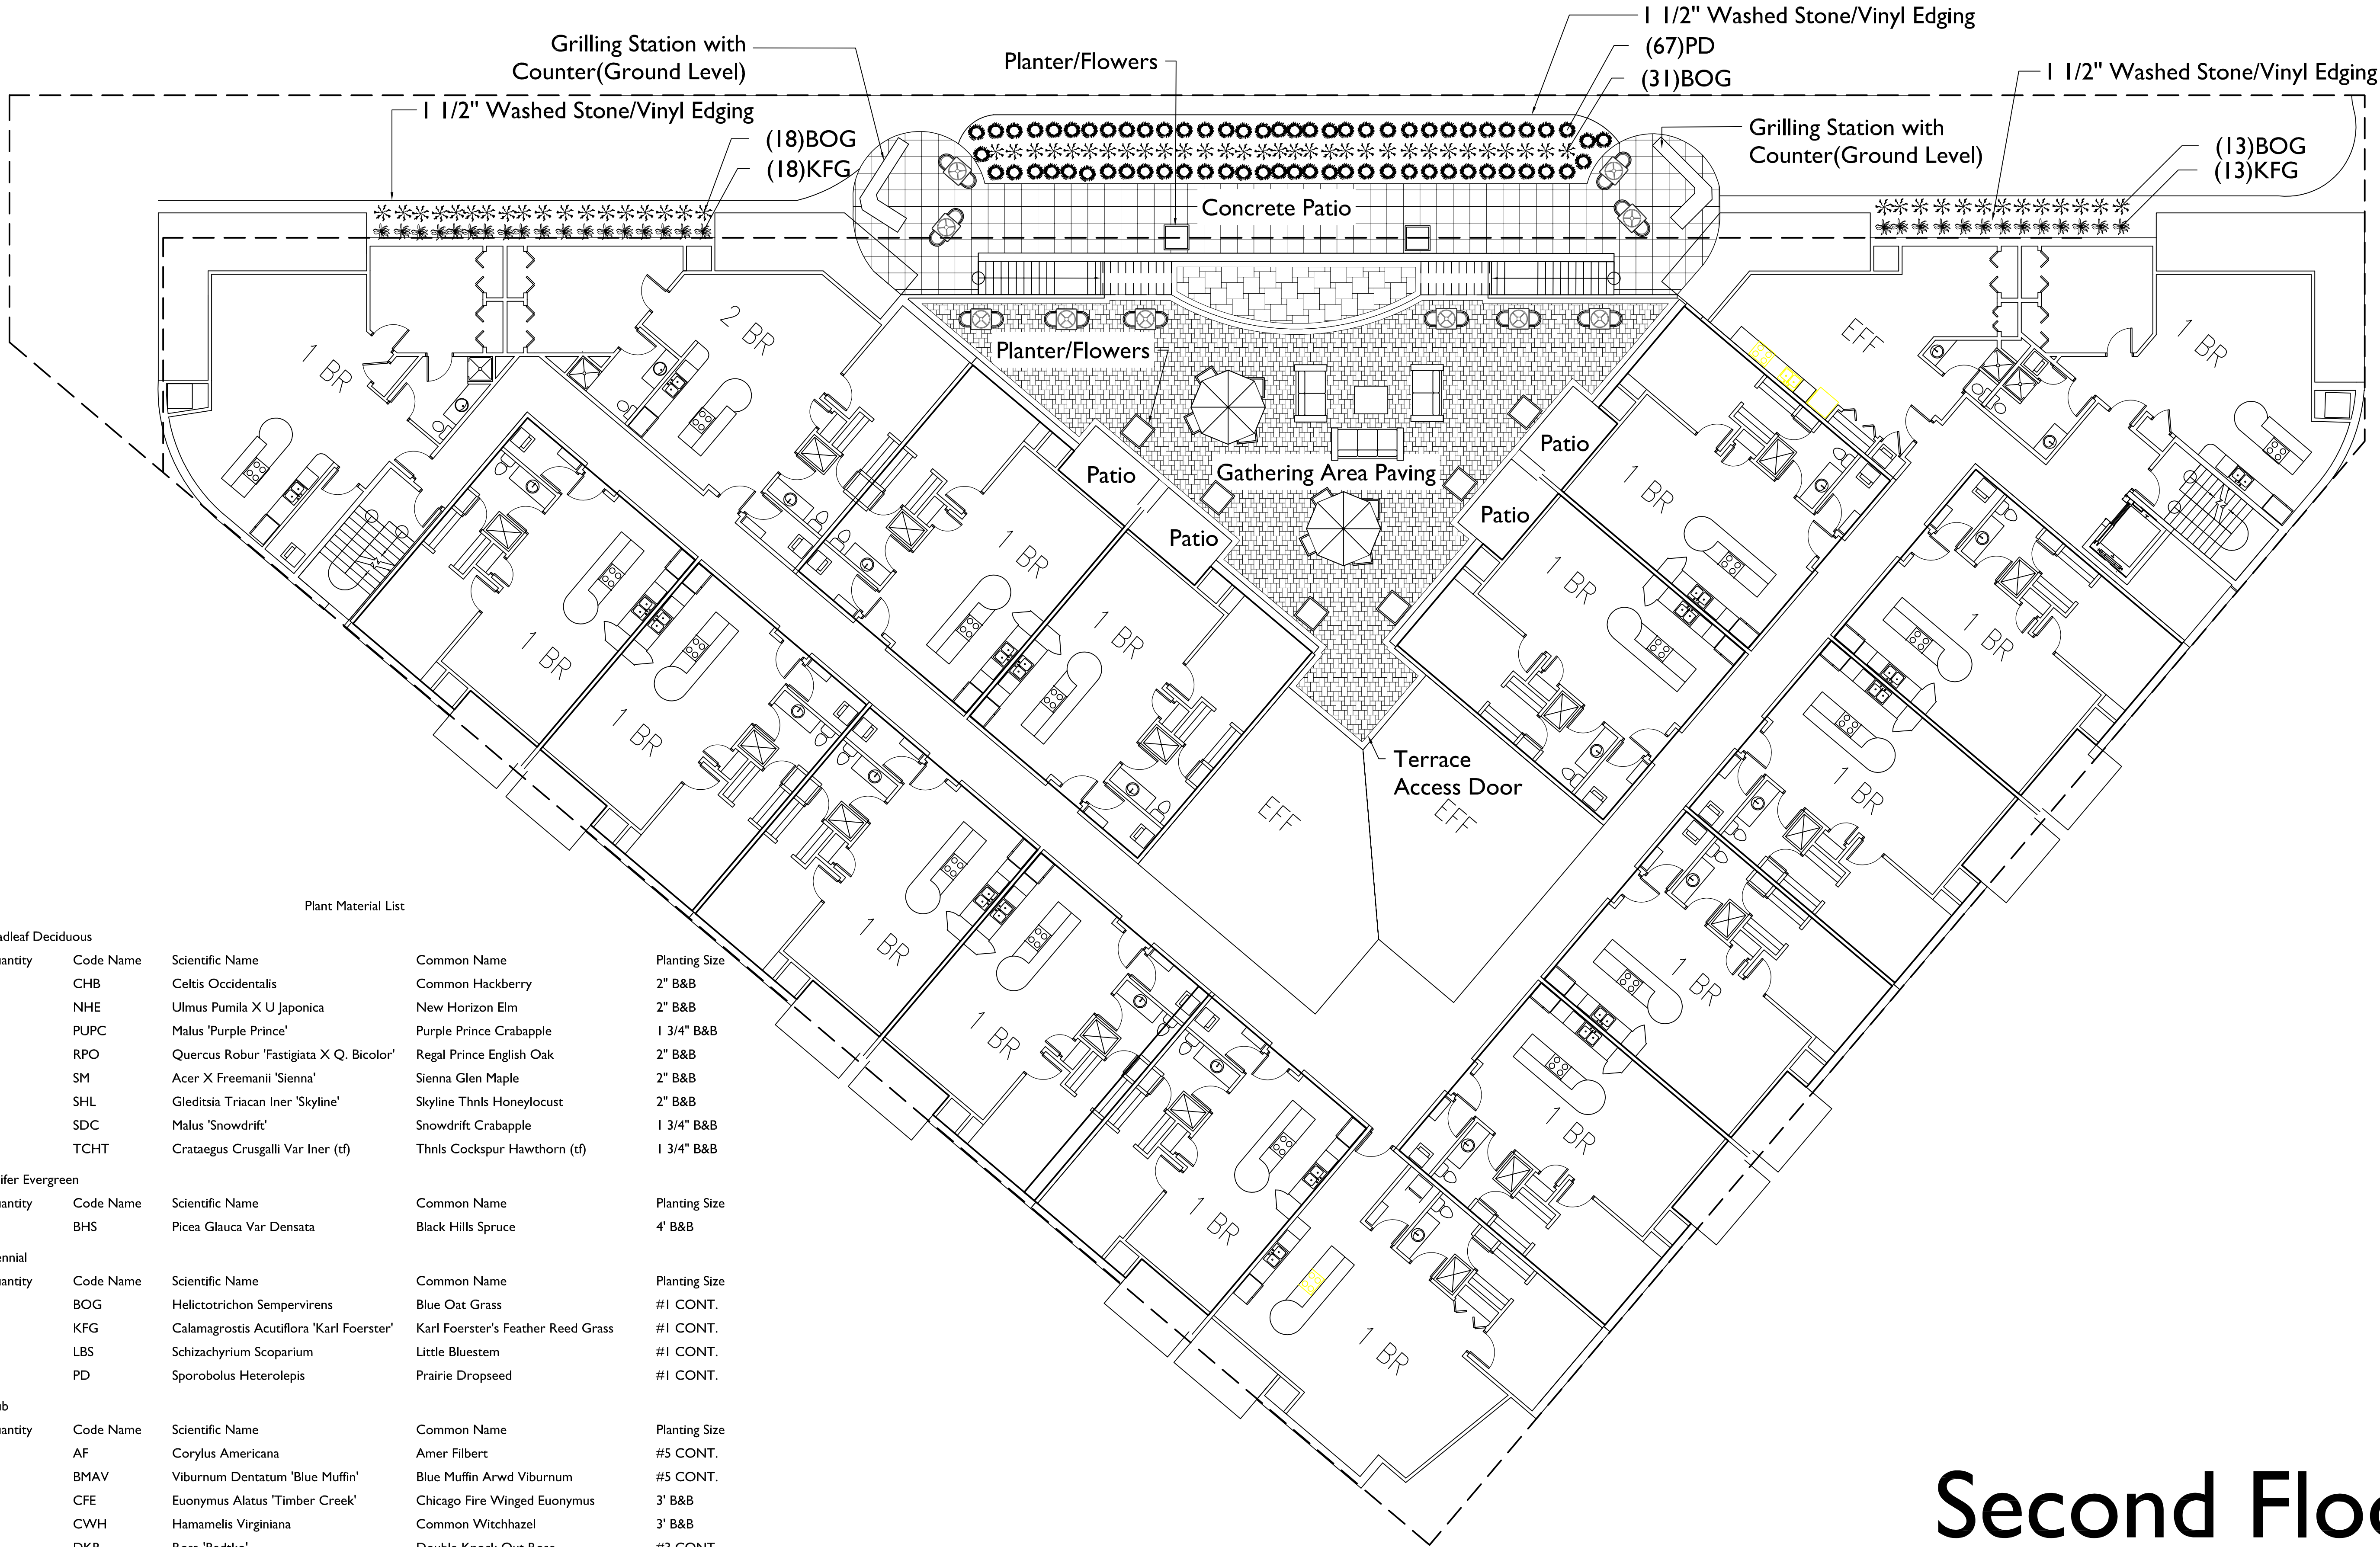 1 1/2" Washed Stone/Vinyl Edging
(67)PD
(31)BOG
Grilling Station with
Counter(Ground Level)
Planter/Flowers
1 1/2" Washed Stone/Vinyl Edging
1 1/2" Washed Stone/Vinyl Edging
(18)BOG
(18)KFG
Grilling Station with
Counter(Ground Level)
(13)BOG
(13)KFG
Concrete Patio
Planter/Flowers
1 BR
2 BR
EFF
1 BR
Gathering Area Paving
Patio
Patio
Patio
Patio
1 BR
1 BR
1 BR
1 BR
1 BR
1 BR
1 BR
1 BR
Terrace
Access Door
EFF
EFF
1 BR
1 BR
1 BR
1 BR
1 BR
1 BR
1 BR
Plant Material List
adleaf Deciduous
antity Code Name Scientific Name Common Name Planting Size
CHB Celtis Occidentalis Common Hackberry 2" B&B
NHE Ulmus Pumila X U Japonica New Horizon Elm 2" B&B
PUPC Malus 'Purple Prince' Purple Prince Crabapple 1 3/4" B&B
RPO Quercus Robur 'Fastigiata X Q. Bicolor' Regal Prince English Oak 2" B&B
SM Acer X Freemanii 'Sienna' Sienna Glen Maple 2" B&B
SHL Gleditsia Triacan Iner 'Skyline' Skyline Thnls Honeylocust 2" B&B
SDC Malus 'Snowdrift' Snowdrift Crabapple 1 3/4" B&B
TCHT Crataegus Crusgalli Var Iner (tf) Thnls Cockspur Hawthorn (tf) 1 3/4" B&B
ifer Evergreen
antity Code Name Scientific Name Common Name Planting Size
BHS Picea Glauca Var Densata Black Hills Spruce 4' B&B
ennial
antity Code Name Scientific Name Common Name Planting Size
BOG Helictotrichon Sempervirens Blue Oat Grass #1 CONT.
KFG Calamagrostis Acutiflora 'Karl Foerster' Karl Foerster's Feather Reed Grass #1 CONT.
LBS Schizachyrium Scoparium Little Bluestem #1 CONT.
PD Sporobolus Heterolepis Prairie Dropseed #1 CONT.
ub
antity Code Name Scientific Name Common Name Planting Size
AF Corylus Americana Amer Filbert #5 CONT.
BMAV Viburnum Dentatum 'Blue Muffin' Blue Muffin Arwd Viburnum #5 CONT.
CFE Euonymus Alatus 'Timber Creek' Chicago Fire Winged Euonymus 3' B&B
CWH Hamamelis Virginiana Common Witchhazel 3' B&B
Second Floo